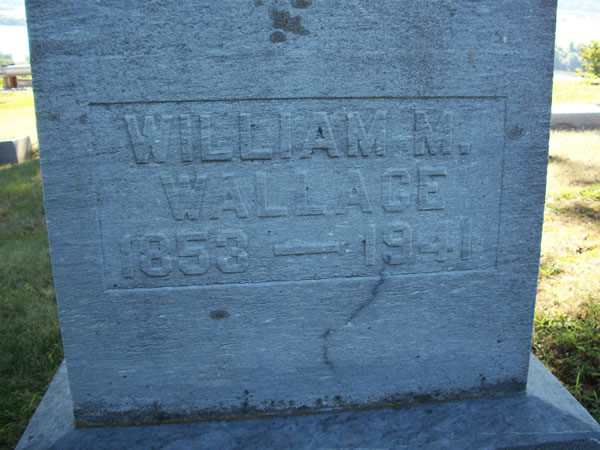 WILLIAM M.
WALLACE
1853 — 1941